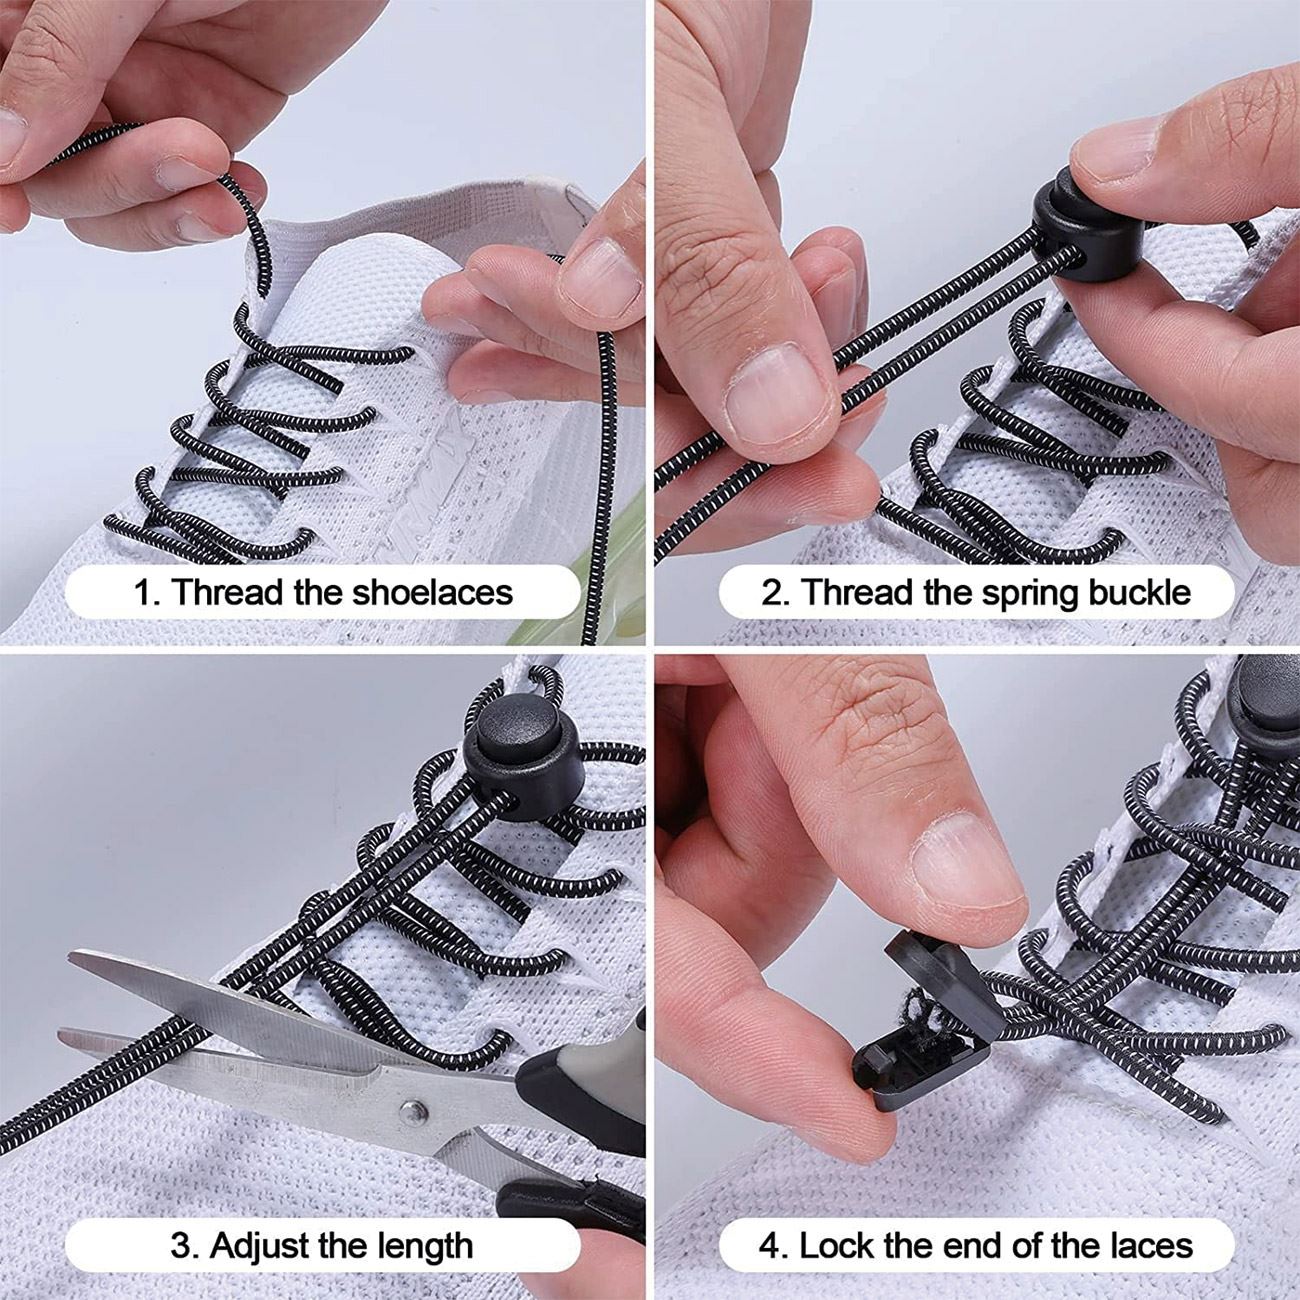 1. Thread the shoelaces
2. Thread the spring buckle
3. Adjust the length
4. Lock the end of the laces